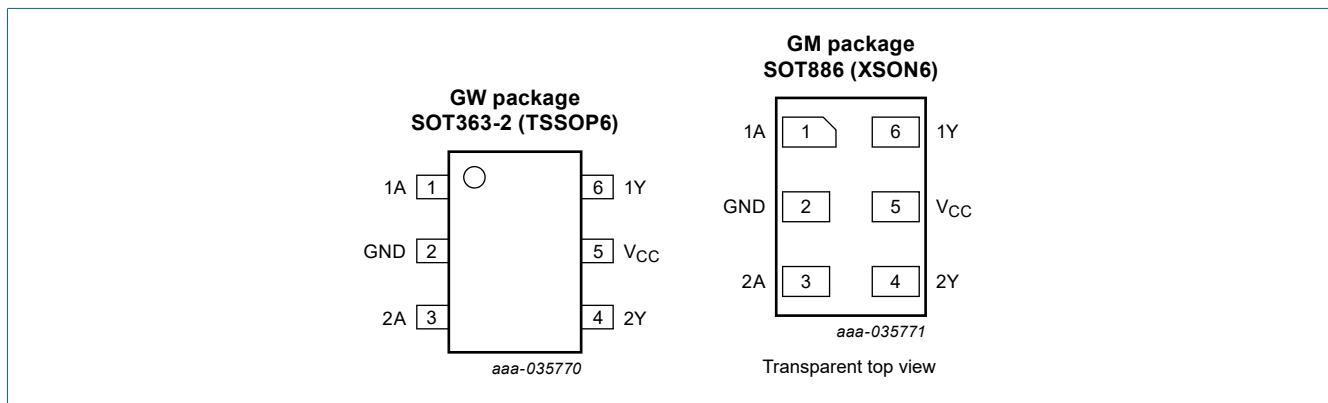 GW package
SOT363-2 (TSSOP6)
1A 1 6 1Y
GND 2 5 VCC
2A 3 4 2Y
aaa-035770
GM package
SOT886 (XSON6)
1A 1 6 1Y
GND 2 5 VCC
2A 3 4 2Y
aaa-035771
Transparent top view